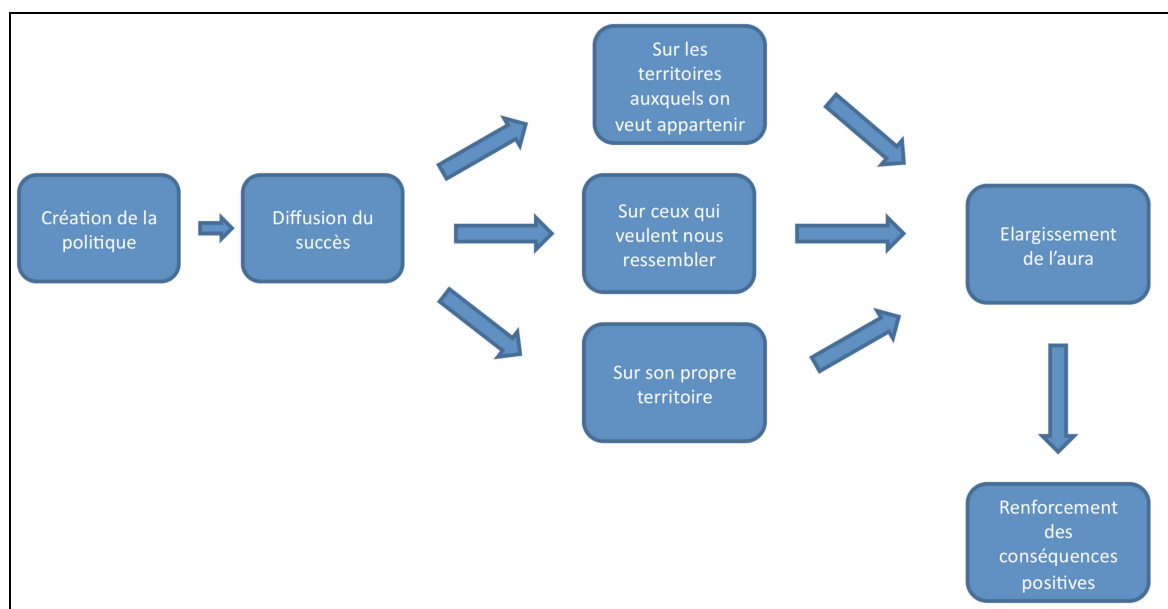 Création de la
politique
Diffusion du
succès
Sur les
territoires
auxquels on
veut appartenir
Sur ceux qui
veulent nous
ressembler
Sur son propre
territoire
Elargissement
de l'aura
Renforcement
des
conséquences
positives